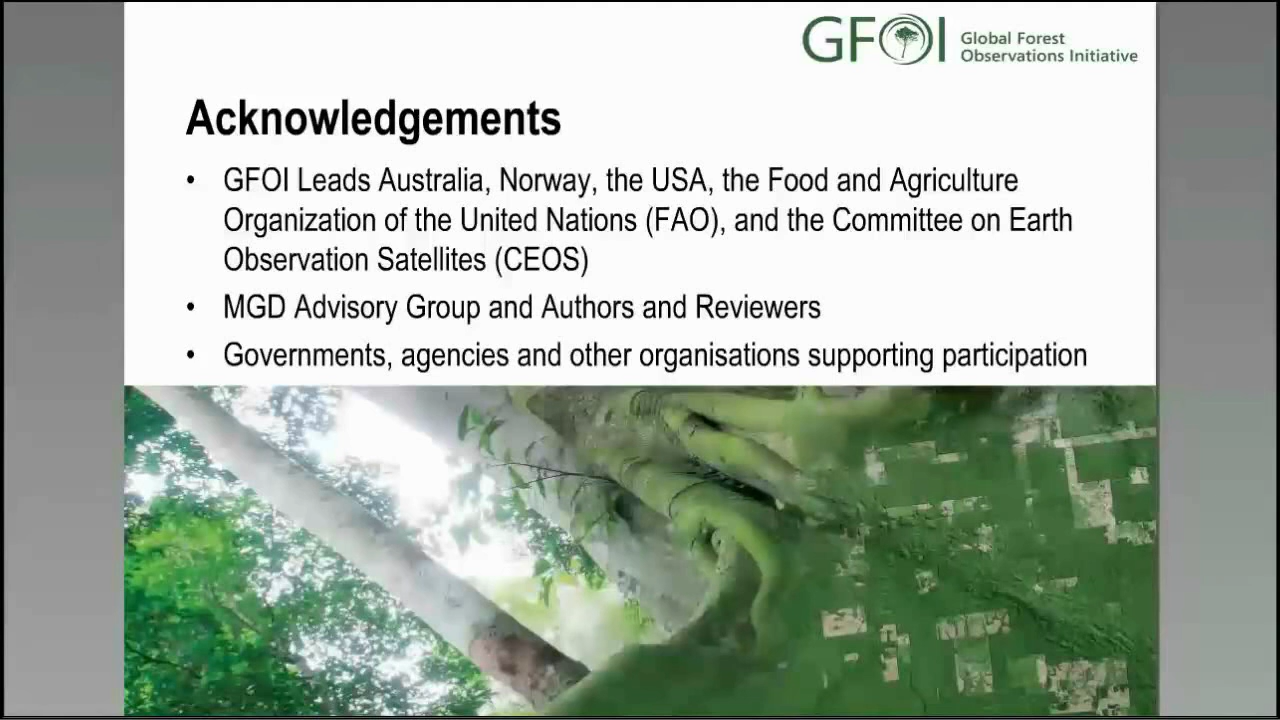 GFOI Global Forest
Observations Initiative
Acknowledgements
• GFOI Leads Australia, Norway, the USA, the Food and Agriculture
Organization of the United Nations (FAO), and the Committee on Earth
Observation Satellites (CEOS)
• MGD Advisory Group and Authors and Reviewers
• Governments, agencies and other organisations supporting participation